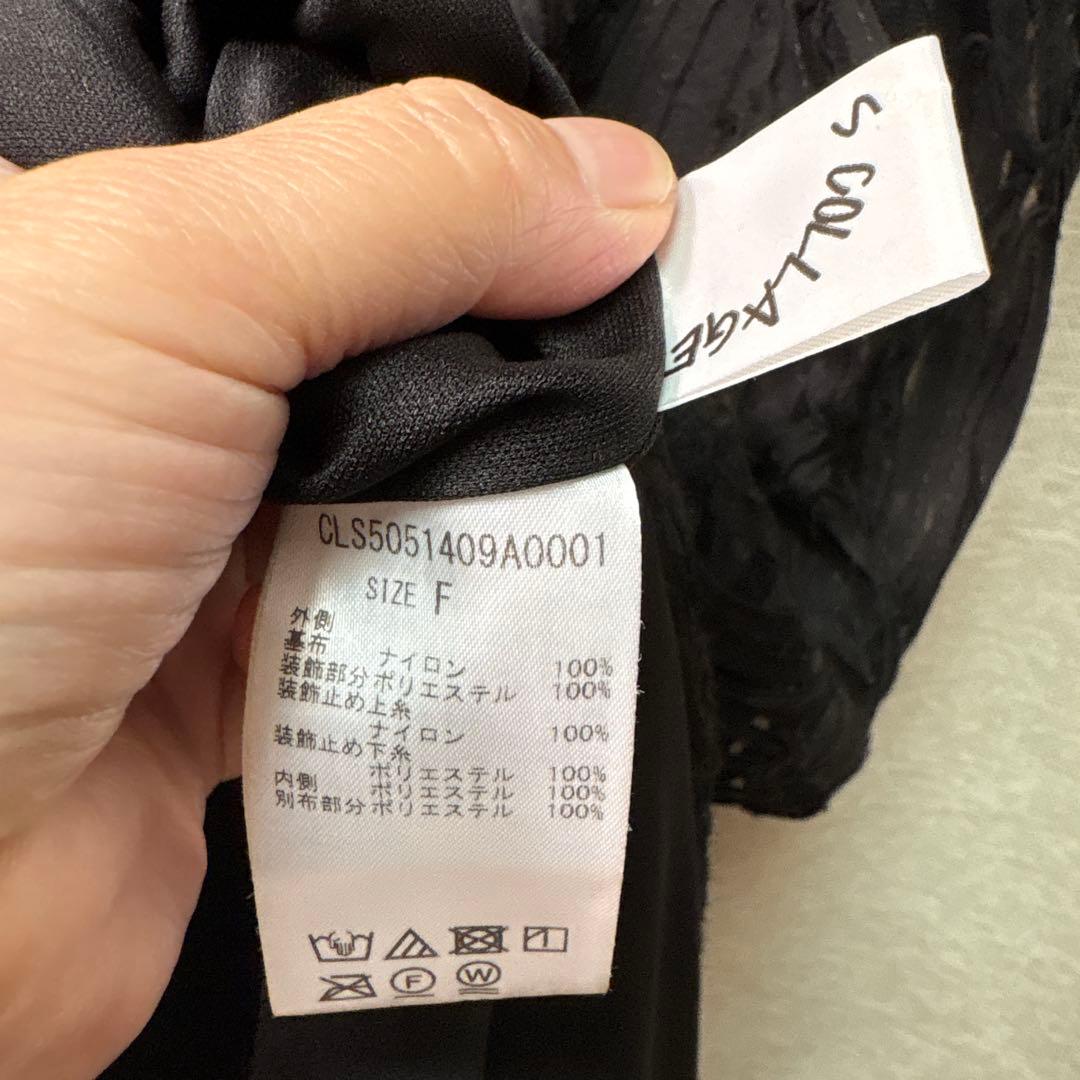 S COLLAGE
CLS5051409A0001
SIZE F
外側
基布 ナイロン 100%
装飾部分 ポリエステル 100%
装飾止め上糸
ナイロン 100%
装飾止め下糸
ポリエステル 100%
内側 ポリエステル 100%
別布部分 ポリエステル 100%
1
F W